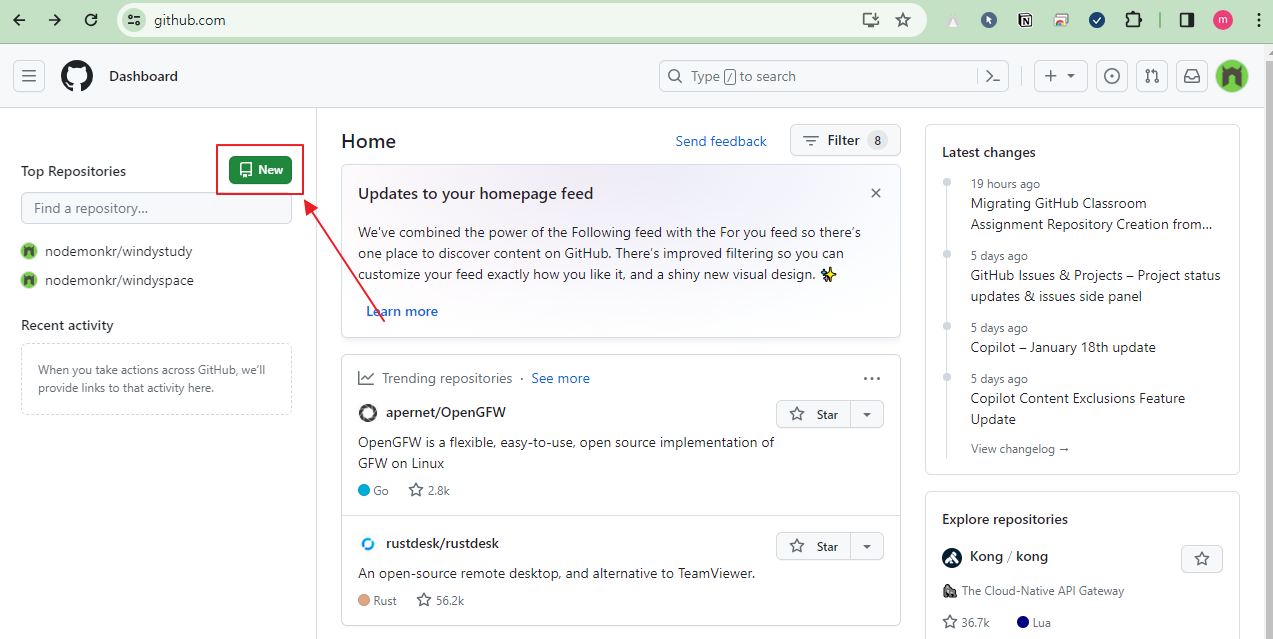 github.com
m
Dashboard
Type / to search
Top Repositories
New
Find a repository...
nodemonkr/windystudy
nodemonkr/windyspace
Recent activity
When you take actions across GitHub, we'll
provide links to that activity here.
Home
Send feedback
Filter 8
Updates to your homepage feed
We've combined the power of the Following feed with the For you feed so there's
one place to discover content on GitHub. There's improved filtering so you can
customize your feed exactly how you like it, and a shiny new visual design. ✨
Learn more
Trending repositories · See more
apernet/OpenGFW
Star
OpenGFW is a flexible, easy-to-use, open source implementation of
GFW on Linux
Go 2.8k
rustdesk/rustdesk
Star
An open-source remote desktop, and alternative to TeamViewer.
Rust 56.2k
Latest changes
19 hours ago
Migrating GitHub Classroom
Assignment Repository Creation from...
5 days ago
GitHub Issues & Projects – Project status
updates & issues side panel
5 days ago
Copilot – January 18th update
5 days ago
Copilot Content Exclusions Feature
Update
View changelog →
Explore repositories
Kong / kong
🦍 The Cloud-Native API Gateway
36.7k Lua